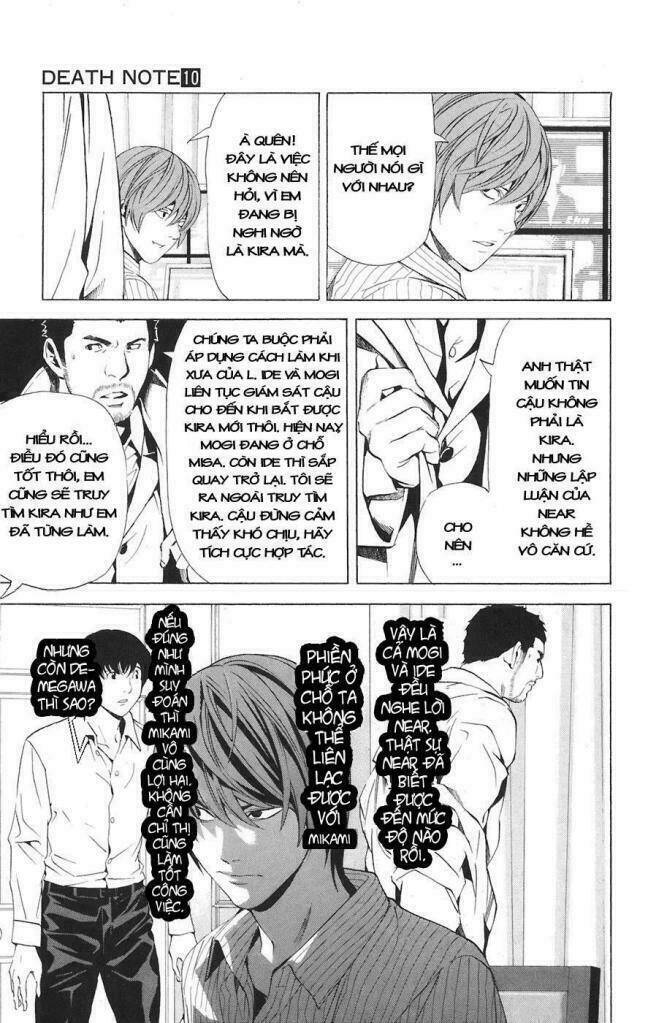 DEATH NOTE 10
THẾ MỌI
NGƯỜI NÓI GÌ
VỚI NHAU?
À QUÊN!
ĐÂY LÀ VIỆC
KHÔNG NÊN
HỎI, VÌ EM
ĐANG BỊ
NGHI NGỜ
LÀ KIRA MÀ.
ANH THẬT
MUỐN TIN
CẬU KHÔNG
PHẢI LÀ
KIRA.
NHƯNG
NHỮNG LẬP
LUẬN CỦA
NEAR
KHÔNG HỀ
VÔ CĂN CỨ.
CHO
NÊN
...
CHÚNG TA BUỘC PHẢI
ÁP DỤNG CÁCH LÀM KHI
XƯA CỦA L. IDE VÀ MOGI
LIÊN TỤC GIÁM SÁT CẬU
CHO ĐẾN KHI BẮT ĐƯỢC
KIRA MỚI THÔI. HIỆN NAY
MOGI ĐANG Ở CHỖ
MISA. CÒN IDE THÌ SẮP
QUAY TRỞ LẠI. TÔI SẼ
RA NGOÀI TRUY TÌM
KIRA. CẬU ĐỪNG CẢM
THẤY KHÓ CHỊU, HÃY
TÍCH CỰC HỢP TÁC.
HIỂU RỒI...
ĐIỀU ĐÓ CŨNG
TỐT THÔI, EM
CŨNG SẼ TRUY
TÌM KIRA NHƯ EM
ĐÃ TỪNG LÀM.
VẬY LÀ
CẢ MOGI
VÀ IDE
ĐỀU
NGHE LỜI
NEAR.
THẬT SỰ
NEAR ĐÃ
BIẾT
ĐƯỢC
ĐẾN MỨC
ĐỘ NÀO
RỒI.
PHIỀN
PHỨC Ở
CHỖ TA
KHÔNG
THỂ
LIÊN
LẠC
ĐƯỢC
VỚI
MIKAMI
NẾU
ĐÚNG
NHƯ
MÌNH
SUY
ĐOÁN
THÌ
MIKAMI
VÔ
CÙNG
LỢI HẠI.
KHÔNG
CẦN
CHỈ THỊ
CŨNG
LÀM
TỐT
CÔNG
VIỆC.
NHƯNG
CÒN DE-
MEGAWA
THÌ SAO?